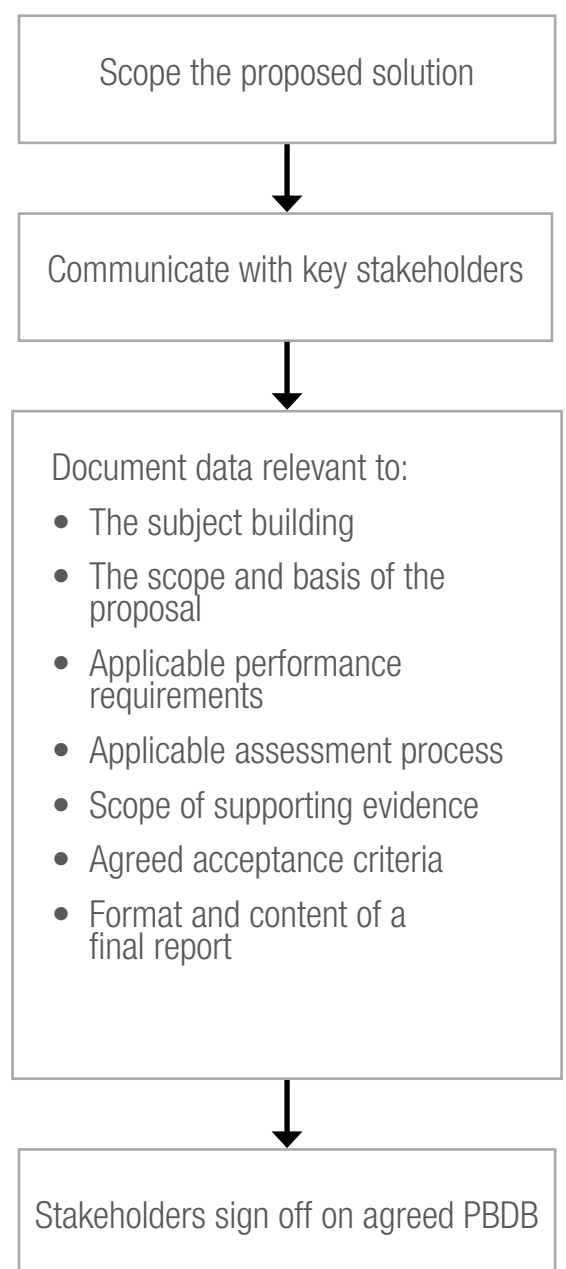 Scope the proposed solution
Communicate with key stakeholders
Document data relevant to:
• The subject building
• The scope and basis of the
proposal
• Applicable performance
requirements
• Applicable assessment process
• Scope of supporting evidence
• Agreed acceptance criteria
• Format and content of a
final report
Stakeholders sign off on agreed PBDB